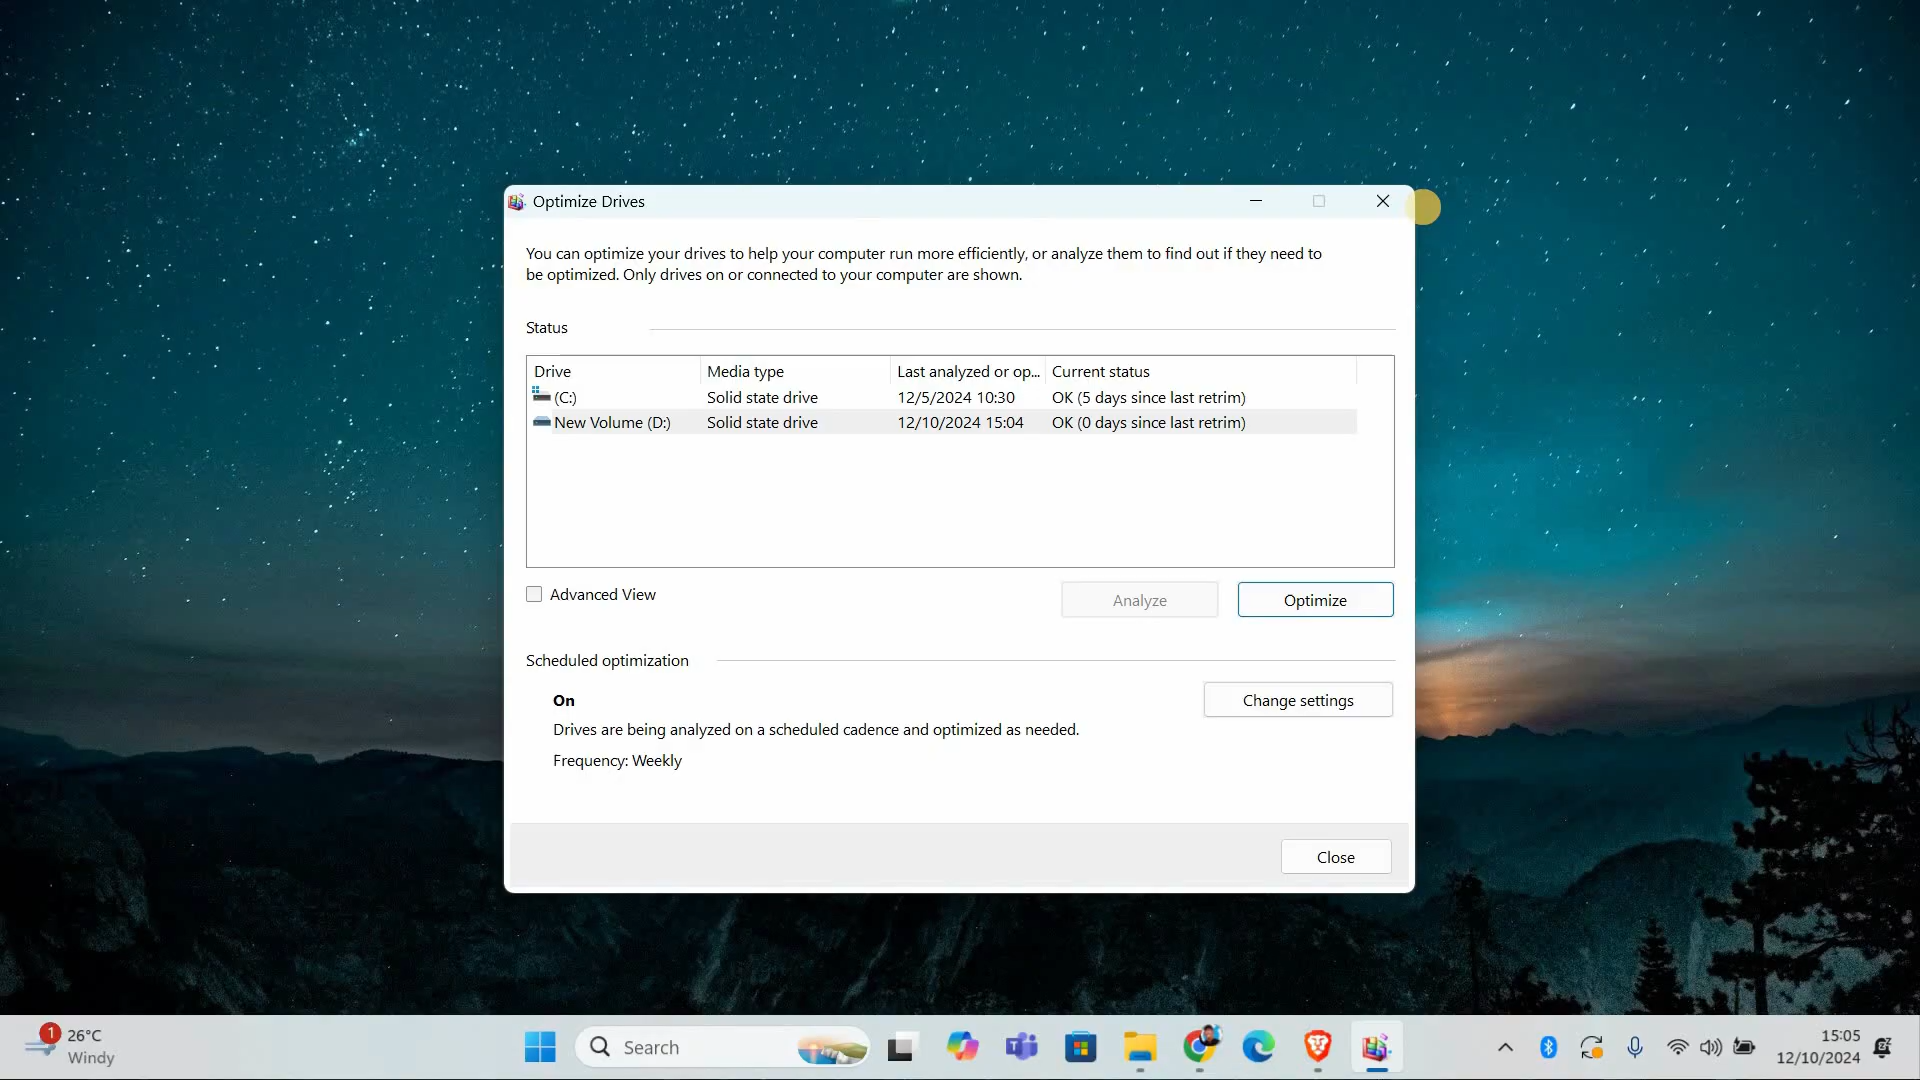 Optimize Drives
You can optimize your drives to help your computer run more efficiently, or analyze them to find out if they need to
be optimized. Only drives on or connected to your computer are shown.
Status
Drive Media type Last analyzed or op... Current status
(C:) Solid state drive 12/5/2024 10:30 OK (5 days since last retrim)
New Volume (D:) Solid state drive 12/10/2024 15:04 OK (0 days since last retrim)
Advanced View Analyze Optimize
Scheduled optimization
On Change settings
Drives are being analyzed on a scheduled cadence and optimized as needed.
Frequency: Weekly
Close
1 26°C
Windy
Search
15:05
12/10/2024